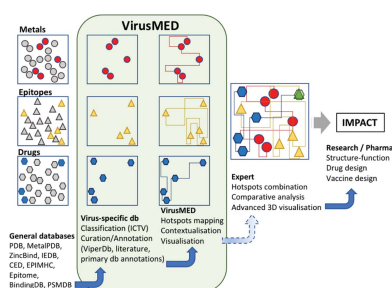 VirusMED
Metals
Epitopes
Drugs
General databases
PDB, MetalPDB,
ZincBind, IEDB,
CED, EPIMHC,
Epitome,
BindingDB, PSMDB
Virus-specific db
Classification (ICTV)
Curation/Annotation
(ViperDb, literature,
primary db annotations)
VirusMED
Hotspots mapping
Contextualisation
Visualisation
Expert
Hotspots combination
Comparative analysis
Advanced 3D visualisation
IMPACT
Research / Pharma
Structure-function
Drug design
Vaccine design